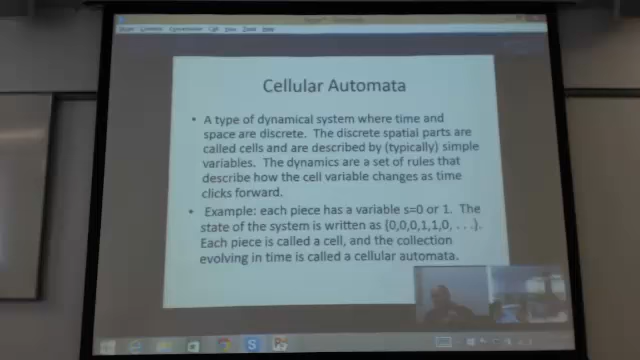 Cellular Automata
• A type of dynamical system where time and
space are discrete. The discrete spatial parts are
called cells and are described by (typically) simple
variables. The dynamics are a set of rules that
describe how the cell variable changes as time
clicks forward.
• Example: each piece has a variable s=0 or 1. The
state of the system is written as {0,0,0,1,1,0, . . .}.
Each piece is called a cell, and the collection
evolving in time is called a cellular automata.